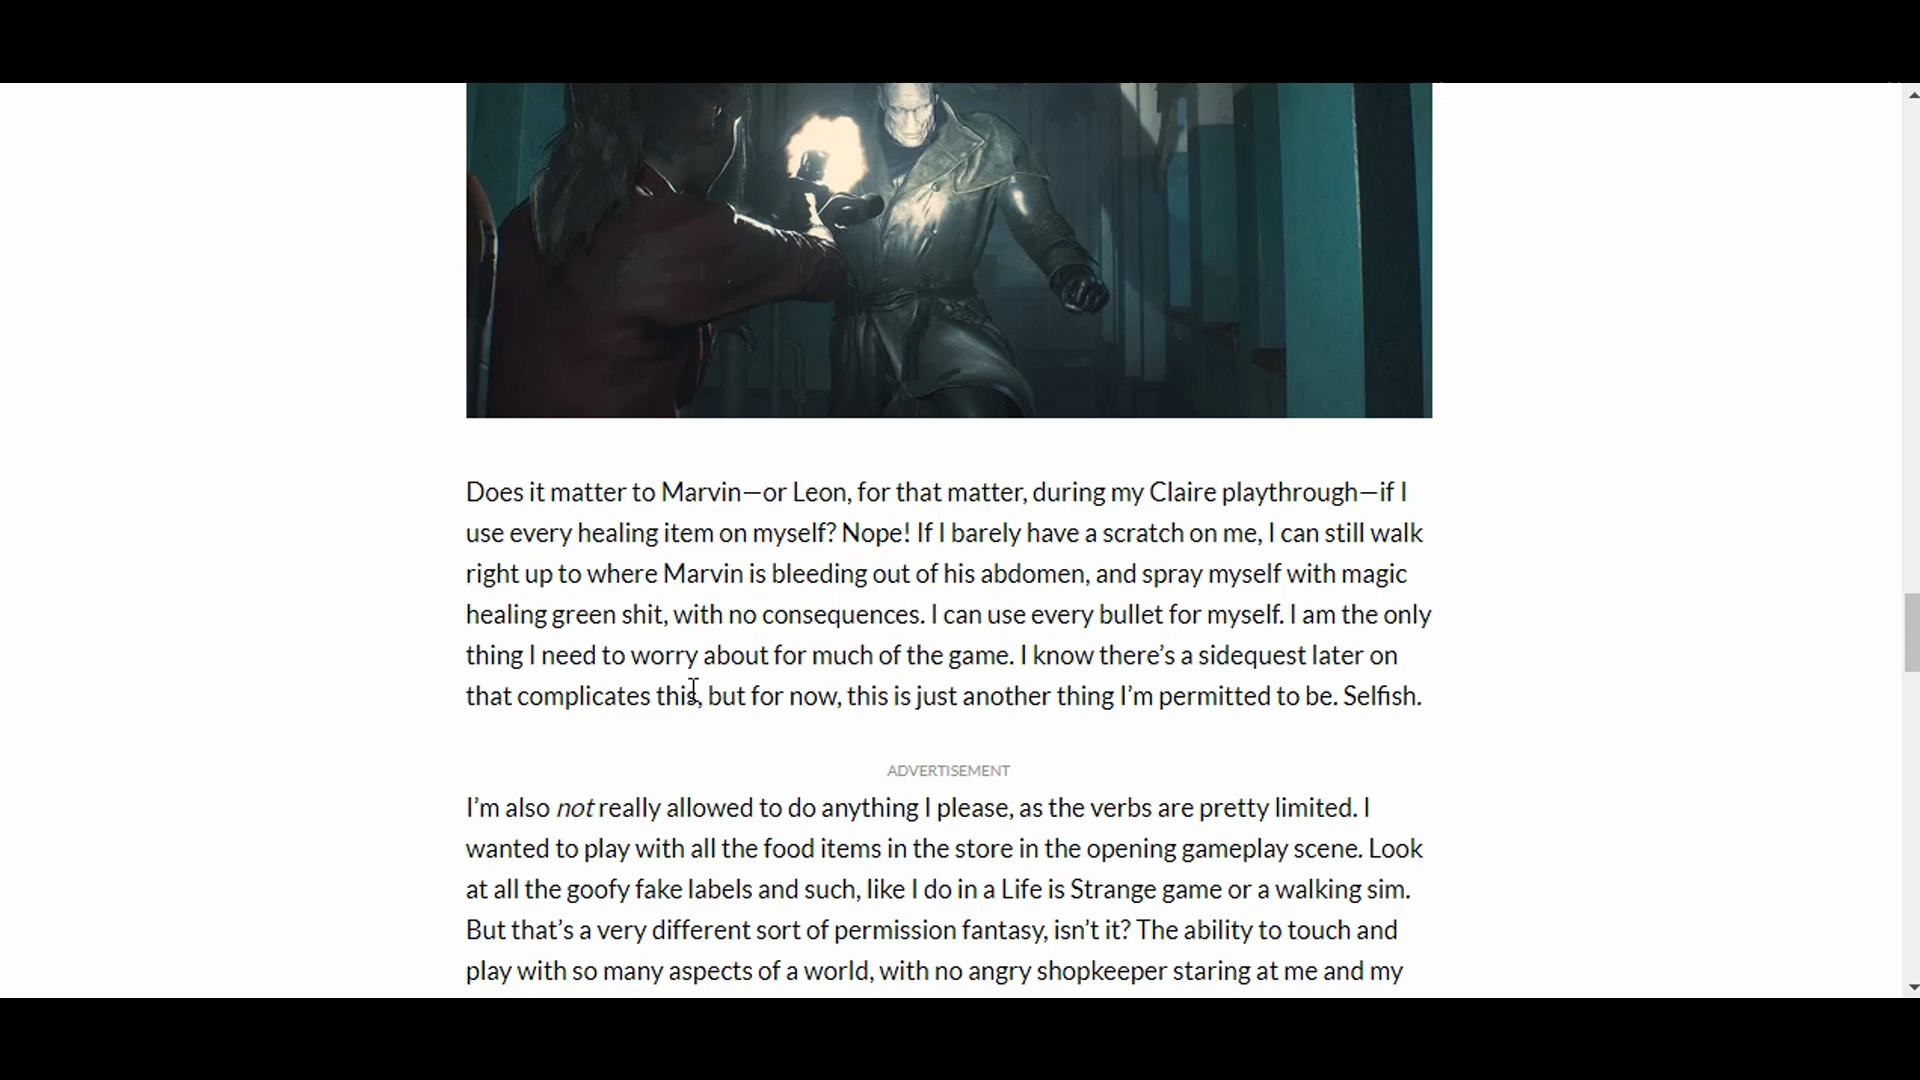 Does it matter to Marvin—or Leon, for that matter, during my Claire playthrough—if I
use every healing item on myself? Nope! If I barely have a scratch on me, I can still walk
right up to where Marvin is bleeding out of his abdomen, and spray myself with magic
healing green shit, with no consequences. I can use every bullet for myself. I am the only
thing I need to worry about for much of the game. I know there’s a sidequest later on
that complicates this, but for now, this is just another thing I’m permitted to be. Selfish.
ADVERTISEMENT
I’m also not really allowed to do anything I please, as the verbs are pretty limited. I
wanted to play with all the food items in the store in the opening gameplay scene. Look
at all the goofy fake labels and such, like I do in a Life is Strange game or a walking sim.
But that’s a very different sort of permission fantasy, isn’t it? The ability to touch and
play with so many aspects of a world, with no angry shopkeeper staring at me and my